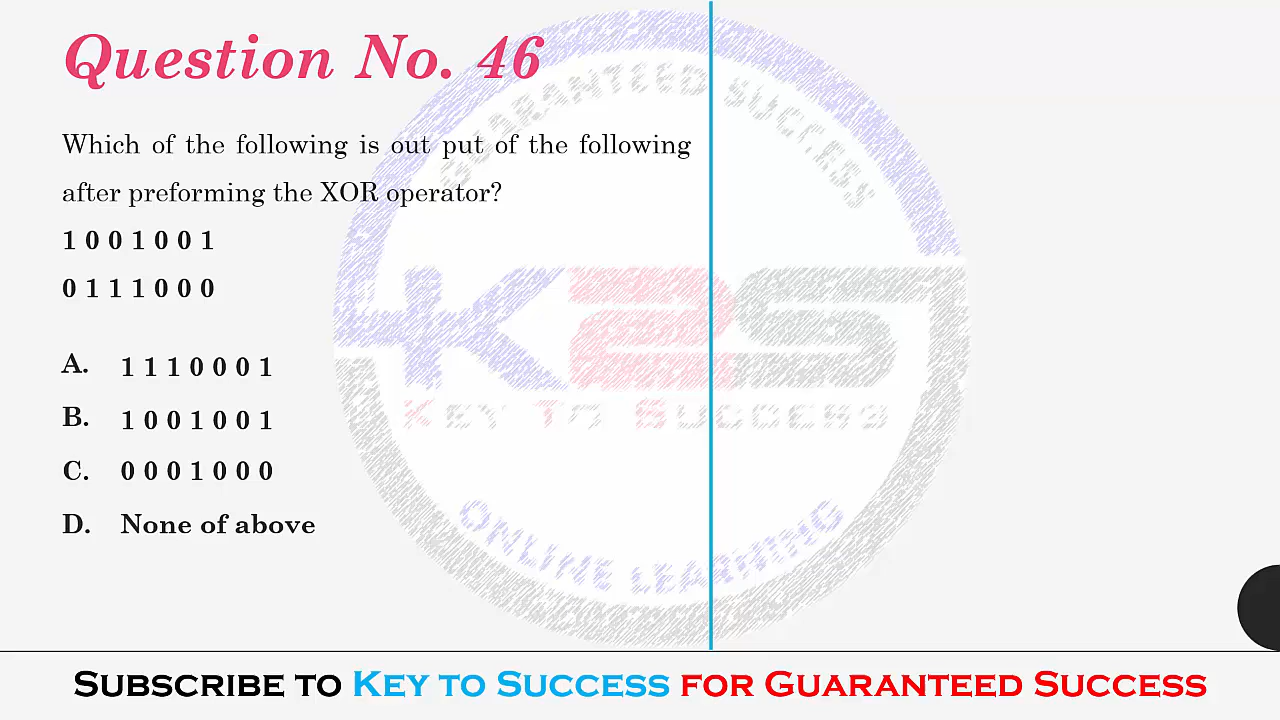 Question No. 46
Which of the following is out put of the following
after preforming the XOR operator?
1 0 0 1 0 0 1
0 1 1 1 0 0 0
A. 1 1 1 0 0 0 1
B. 1 0 0 1 0 0 1
C. 0 0 0 1 0 0 0
D. None of above
GUARANTEED SUCCESS
K2S
KEY TO SUCCESS
ONLINE LEARNING
SUBSCRIBE TO KEY TO SUCCESS FOR GUARANTEED SUCCESS